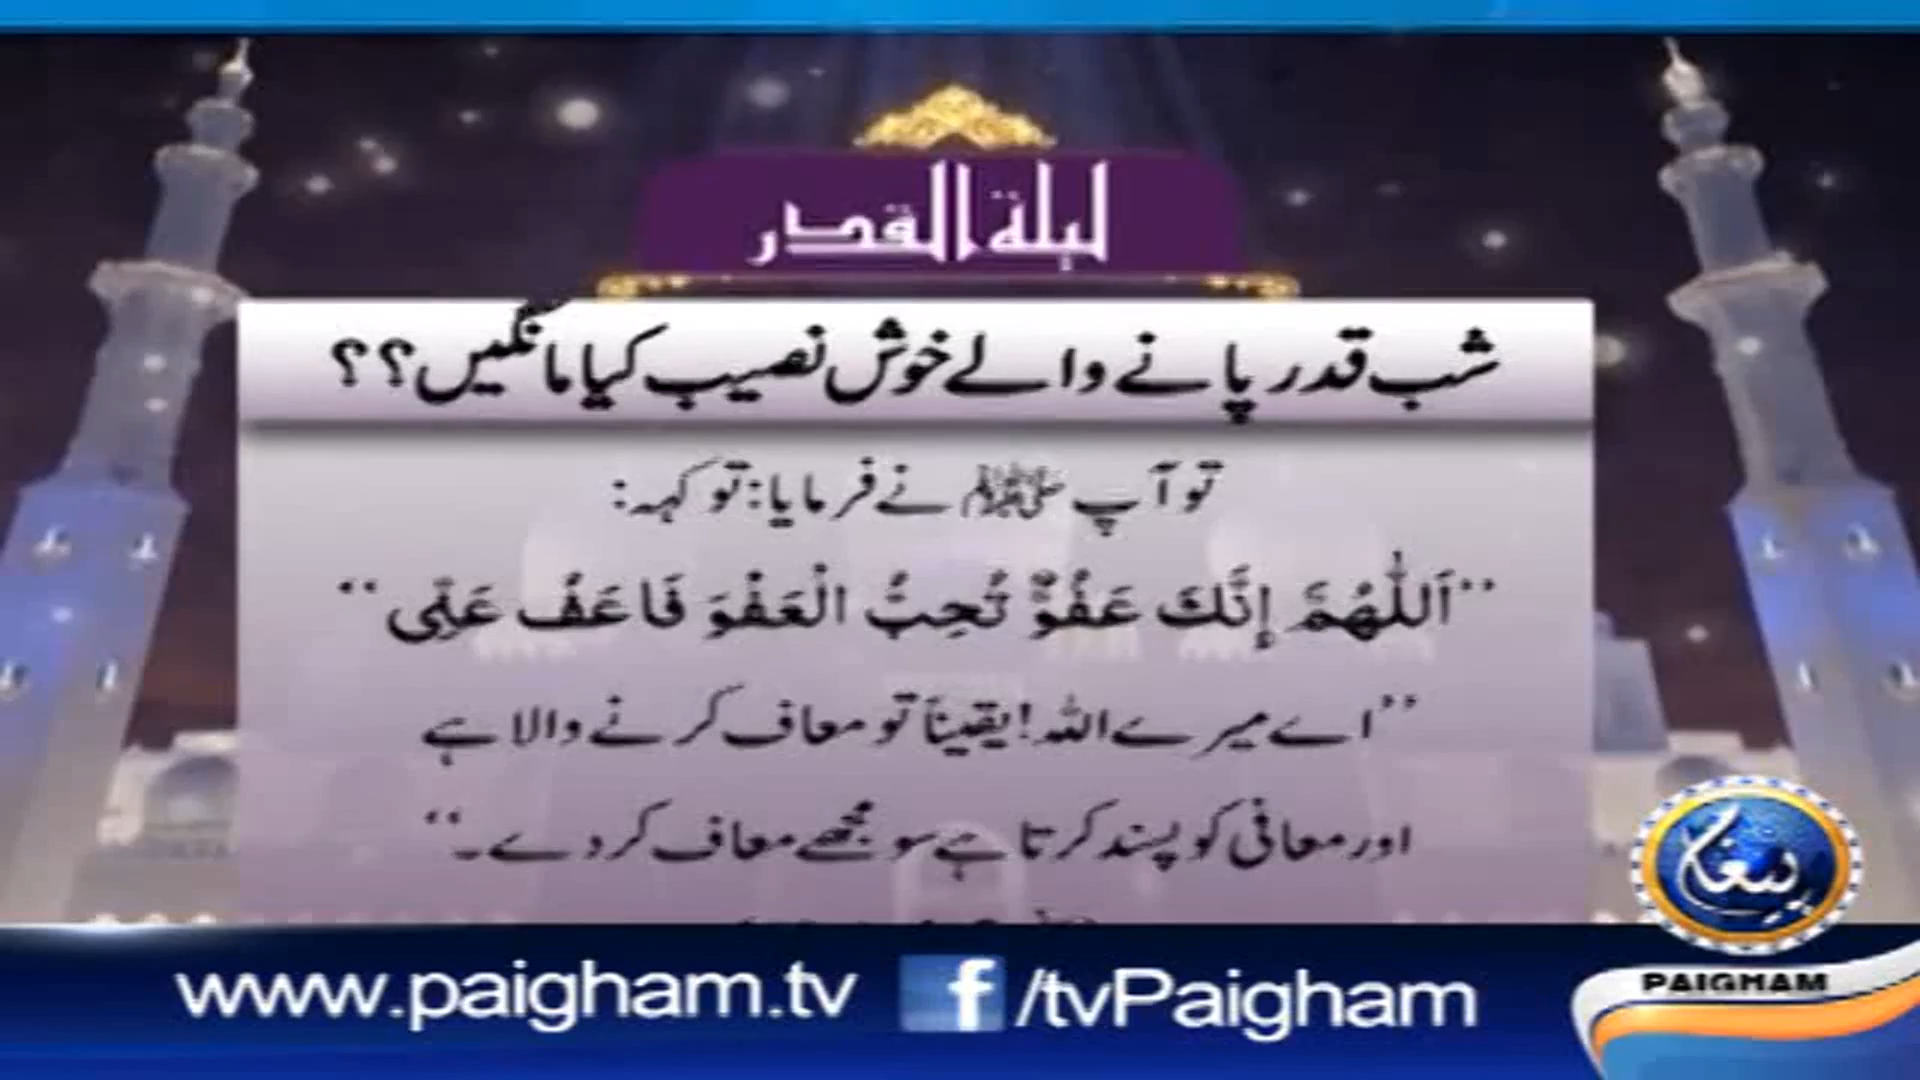 ليلة القدر
شب قدر پانے والے خوش نصیب کیا مانگیں؟؟
تو آپ ﷺ نے فرمایا: تو کہہ:
’’اَللّٰهُمَّ إِنَّكَ عَفُوٌّ تُحِبُّ الْعَفْوَ فَاعْفُ عَنِّی‘‘
’’اے میرے اللہ! یقیناً تو معاف کرنے والا ہے
اور معافی کو پسند کرتا ہے سو مجھے معاف کر دے۔‘‘
پیغام
PAIGHAM
www.paigham.tv f/tvPaigham